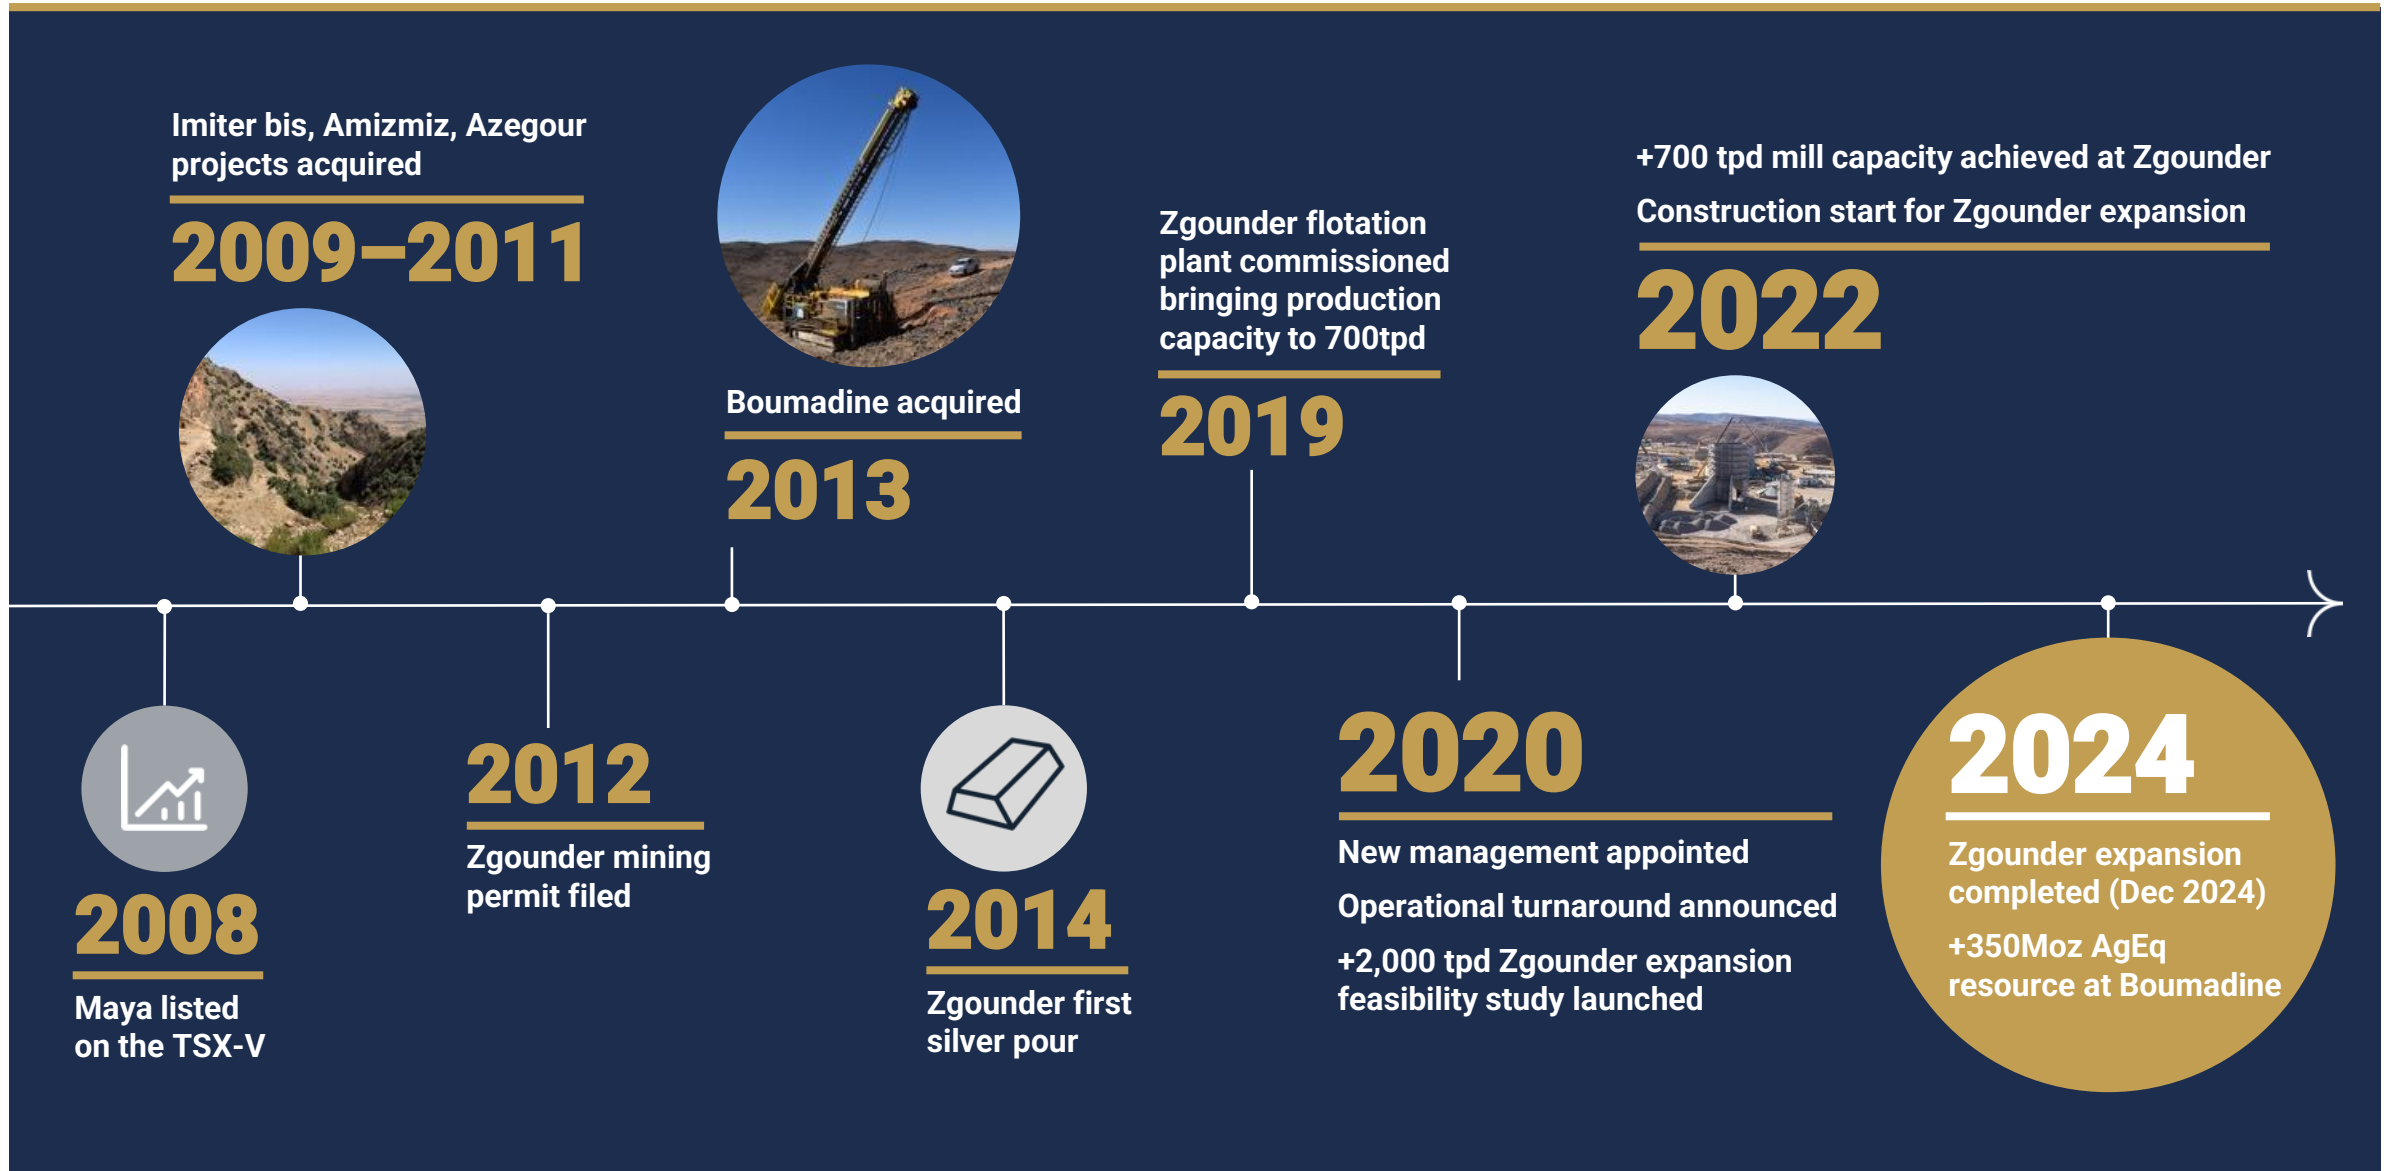 Imiter bis, Amizmiz, Azegour
projects acquired
2009–2011
Boumadine acquired
2013
Zgounder flotation
plant commissioned
bringing production
capacity to 700tpd
2019
+700 tpd mill capacity achieved at Zgounder
Construction start for Zgounder expansion
2022
2008
Maya listed
on the TSX-V
2012
Zgounder mining
permit filed
2014
Zgounder first
silver pour
2020
New management appointed
Operational turnaround announced
+2,000 tpd Zgounder expansion
feasibility study launched
2024
Zgounder expansion
completed (Dec 2024)
+350Moz AgEq
resource at Boumadine